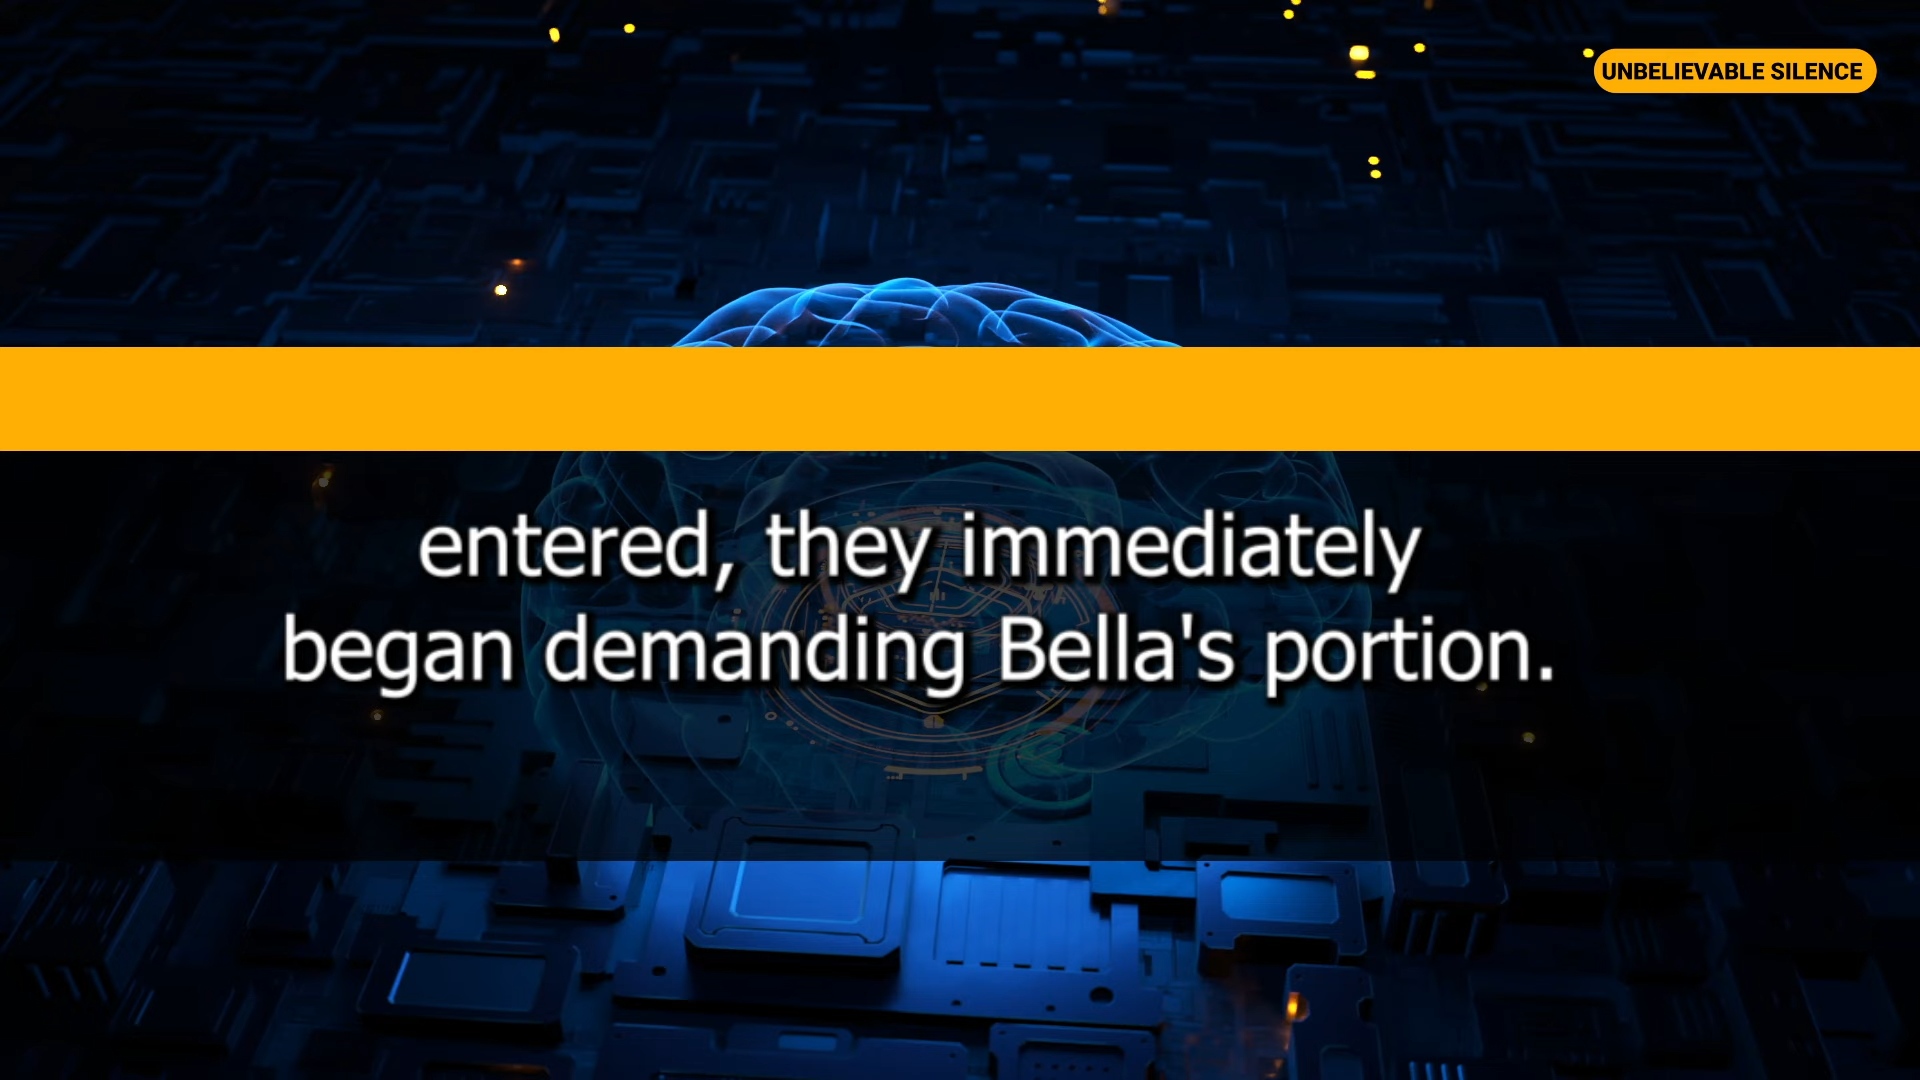 UNBELIEVABLE SILENCE
entered, they immediately
began demanding Bella's portion.